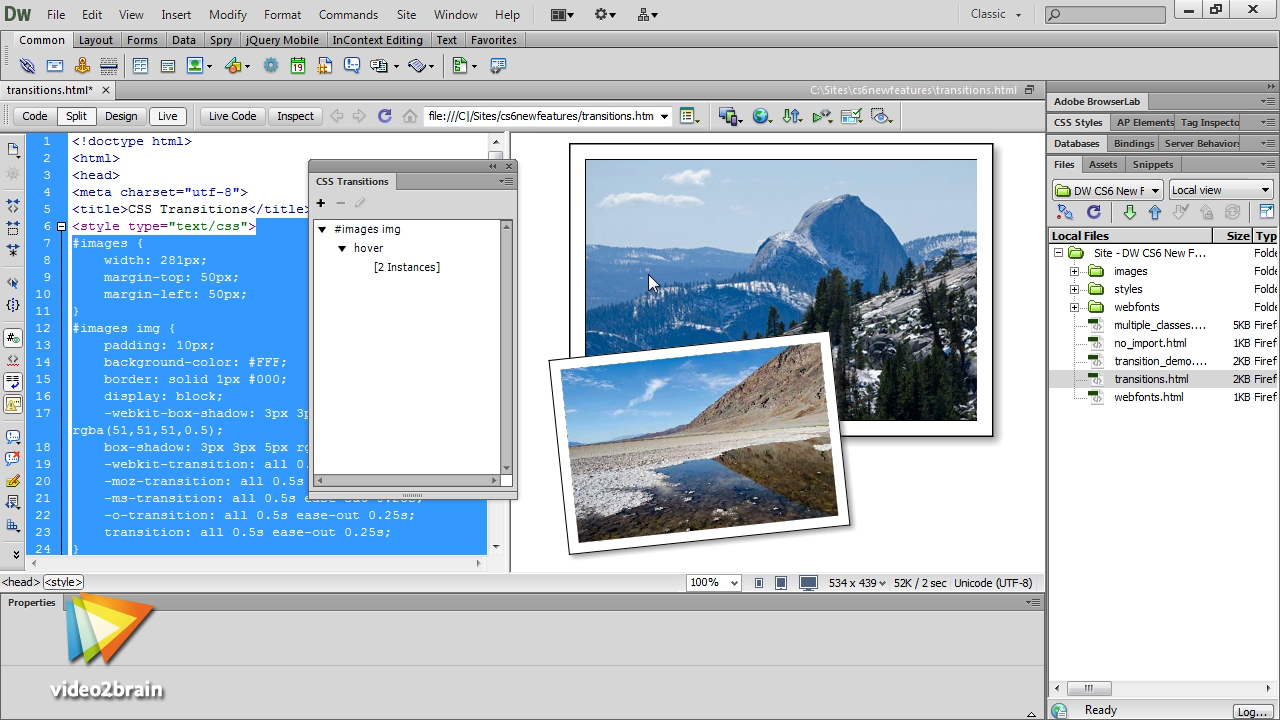 Dw File Edit View Insert Modify Format Commands Site Window Help Classic
Common Layout Forms Data Spry jQuery Mobile InContext Editing Text Favorites
transitions.html* C:\Sites\cs6newfeatures\transitions.html
Code Split Design Live Live Code Inspect file:///C|/Sites/cs6newfeatures/transitions.htm
1 <!doctype html>
2 <html>
3 <head>
4 <meta charset="utf-8">
5 <title>CSS Transitions</title>
6 <style type="text/css">
7 #images {
8 width: 281px;
9 margin-top: 50px;
10 margin-left: 50px;
11 }
12 #images img {
13 padding: 10px;
14 background-color: #FFF;
15 border: solid 1px #000;
16 display: block;
17 -webkit-box-shadow: 3px 3p
rgba(51,51,51,0.5);
18 box-shadow: 3px 3px 5px rg
19 -webkit-transition: all 0.
20 -moz-transition: all 0.5s
21 -ms-transition: all 0.5s ease-out 0.25s;
22 -o-transition: all 0.5s ease-out 0.25s;
23 transition: all 0.5s ease-out 0.25s;
24 }
CSS Transitions
#images img
hover
[2 Instances]
<head> <style> 100% 534 x 439 52K / 2 sec Unicode (UTF-8)
Properties
video2brain
Adobe BrowserLab
CSS Styles AP Elements Tag Inspecto
Databases Bindings Server Behaviors
Files Assets Snippets
DW CS6 New F Local view
Local Files Size Typ
Site - DW CS6 New F... Folde
images Folde
styles Folde
webfonts Folde
multiple_classes.... 5KB Firef
no_import.html 1KB Firef
transition_demo.... 2KB Firef
transitions.html 2KB Firef
webfonts.html 1KB Firef
Ready Log...